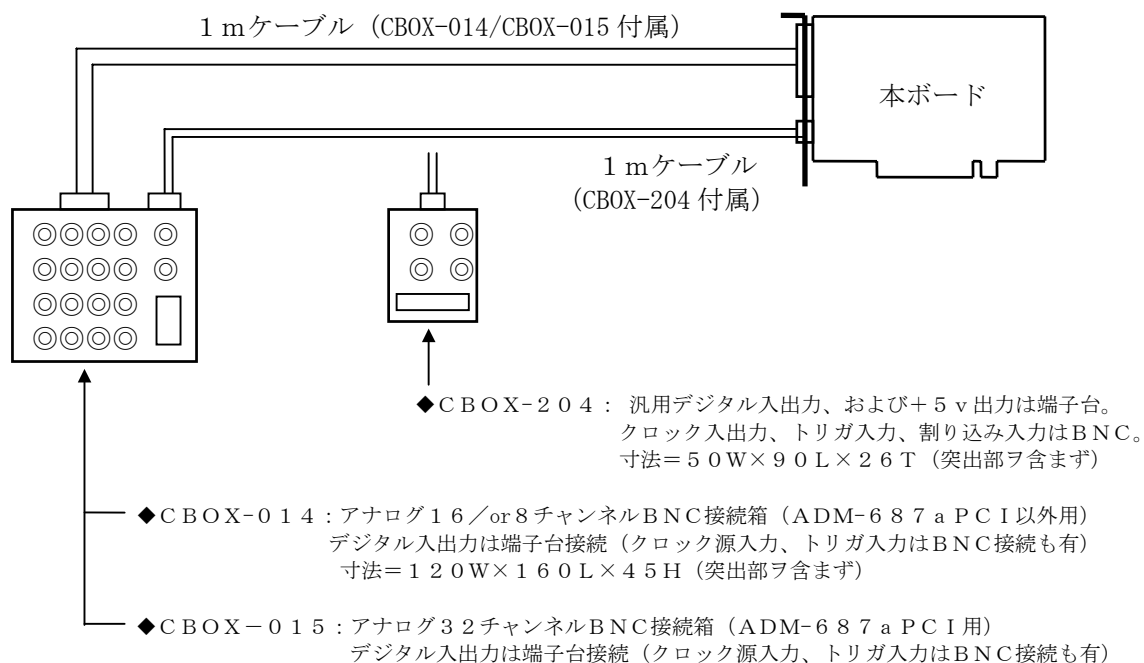 １ｍケーブル（CBOX-014/CBOX-015 付属）
本ボード
１ｍケーブル
（CBOX-204 付属）
◆ＣＢＯＸ-２０４： 汎用デジタル入出力、および＋５ｖ出力は端子台。
クロック入出力、トリガ入力、割り込み入力はＢＮＣ。
寸法＝５０Ｗ×９０Ｌ×２６Ｔ（突出部ヲ含まず）
◆ＣＢＯＸ-０１４：アナログ１６／or８チャンネルＢＮＣ接続箱（ＡＤＭ-６８７ａＰＣＩ以外用）
デジタル入出力は端子台接続（クロック源入力、トリガ入力はＢＮＣ接続も有）
寸法＝１２０Ｗ×１６０Ｌ×４５Ｈ（突出部ヲ含まず）
◆ＣＢＯＸ－０１５：アナログ３２チャンネルＢＮＣ接続箱（ＡＤＭ-６８７ａＰＣＩ用）
デジタル入出力は端子台接続（クロック源入力、トリガ入力はＢＮＣ接続も有）